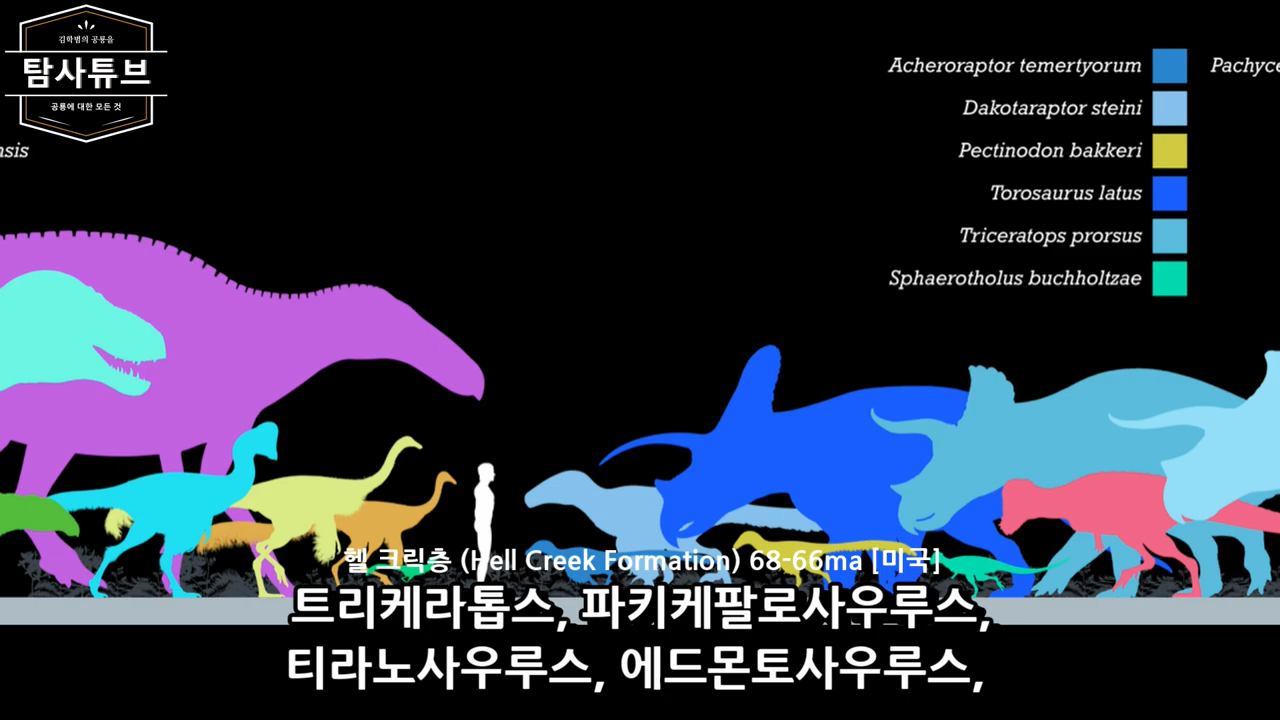 김학범의 공룡을
탐사튜브
공룡에 대한 모든 것
nsis
Acheroraptor temertyorum
Dakotaraptor steini
Pectinodon bakkeri
Torosaurus latus
Triceratops prorsus
Sphaerotholus buchholtzae
Pachyce
헬 크릭층 (Hell Creek Formation) 68-66ma [미국]
트리케라톱스, 파키케팔로사우루스,
티라노사우루스, 에드몬토사우루스,